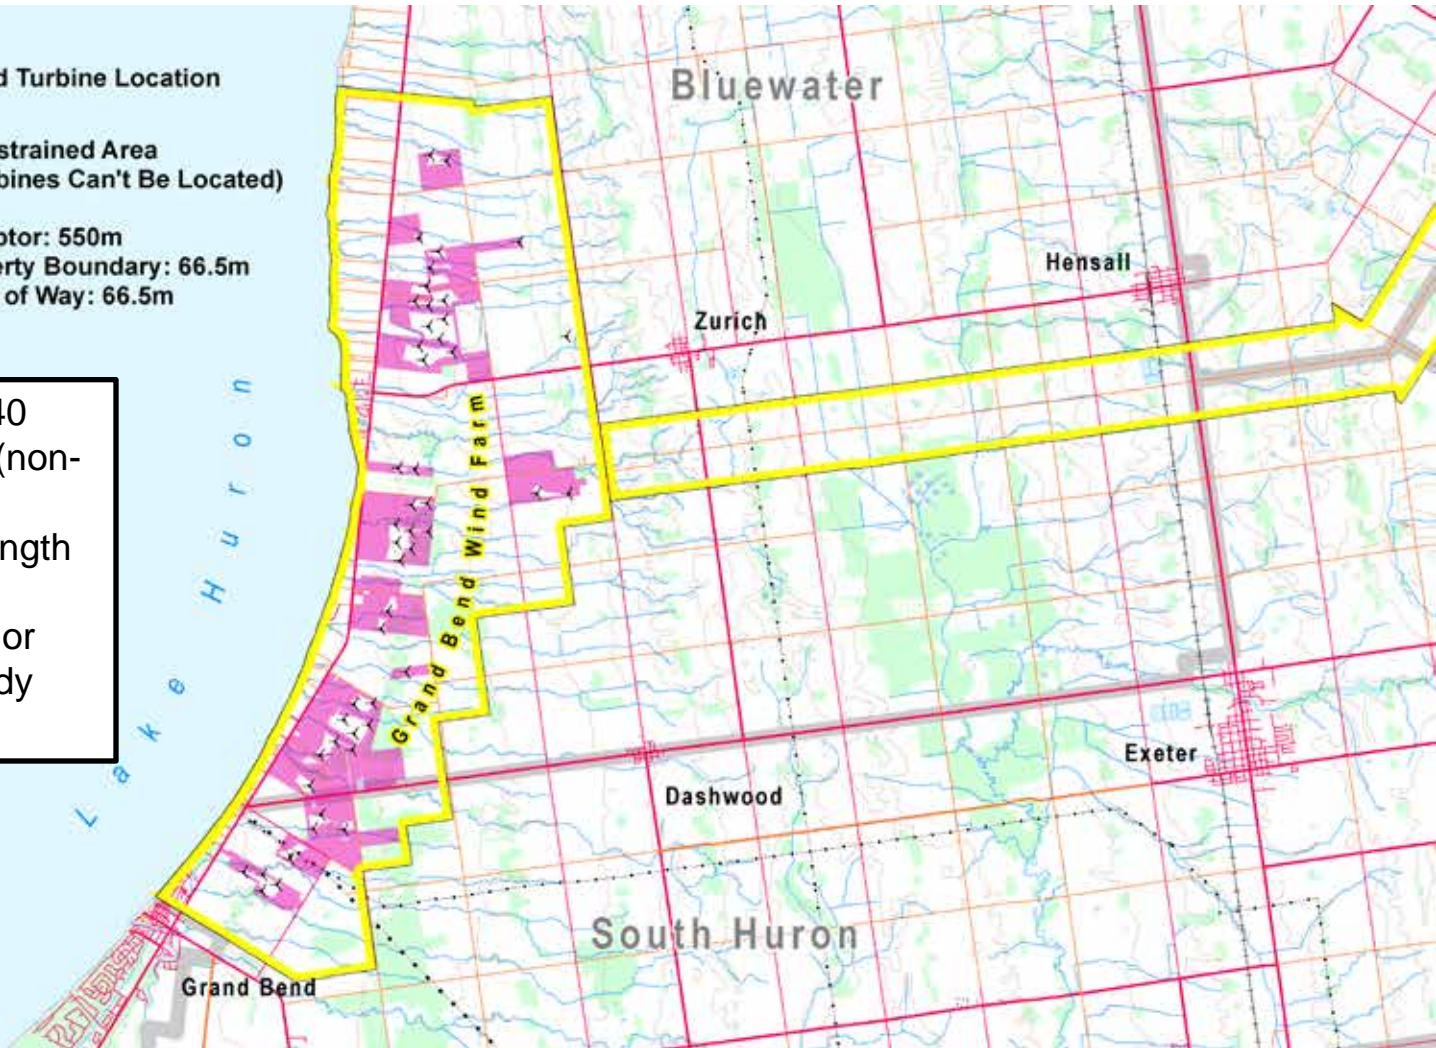 d Turbine Location
strained Area
bines Can't Be Located)
otor: 550m
erty Boundary: 66.5m
of Way: 66.5m
40
(non-
ngth
or
dy
Lake Huron
Grand Bend Wind Farm
Bluewater
Hensall
Zurich
Exeter
Dashwood
South Huron
Grand Bend